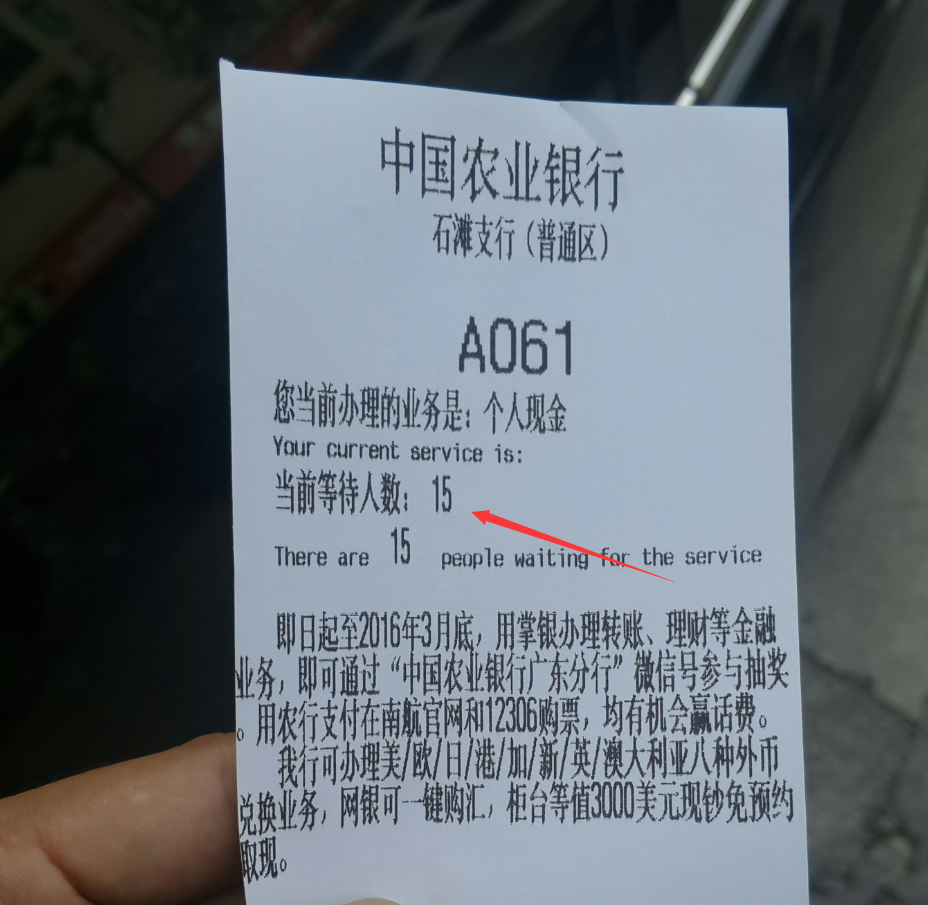 中国农业银行
石滩支行（普通区）
A061
您当前办理的业务是：个人现金
Your current service is:
当前等待人数： 15
There are 15 people waiting for the service
即日起至2016年3月底，用掌银办理转账、理财等金融
业务，即可通过“中国农业银行广东分行”微信号参与抽奖
。用农行支付在南航官网和12306购票，均有机会赢话费。
我行可办理美/欧/日/港/加/新/英/澳大利亚八种外币
兑换业务，网银可一键购汇，柜台等值3000美元现钞免预约
取现。